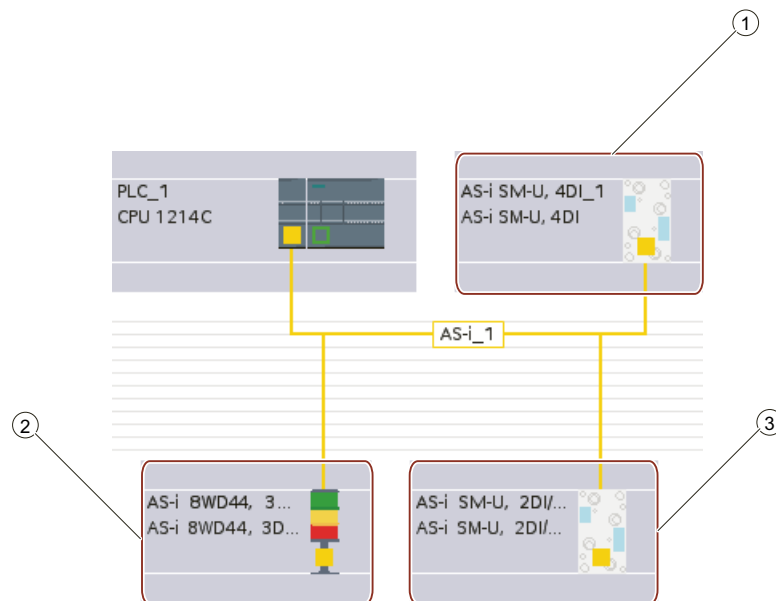 1
PLC_1
CPU 1214C
AS-i SM-U, 4DI_1
AS-i SM-U, 4DI
AS-i_1
2
3
AS-i 8WD44, 3...
AS-i 8WD44, 3D...
AS-i SM-U, 2DI/...
AS-i SM-U, 2DI/...